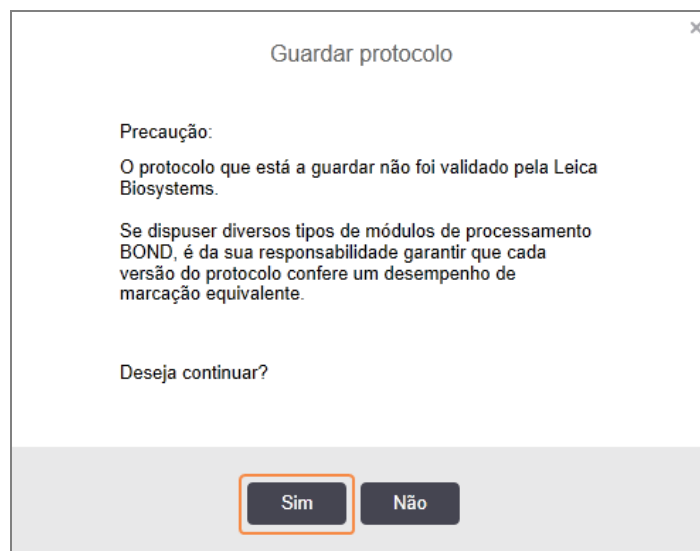 Guardar protocolo
Precaução:
O protocolo que está a guardar não foi validado pela Leica
Biosystems.
Se dispuser diversos tipos de módulos de processamento
BOND, é da sua responsabilidade garantir que cada
versão do protocolo confere um desempenho de
marcação equivalente.
Deseja continuar?
Sim
Não